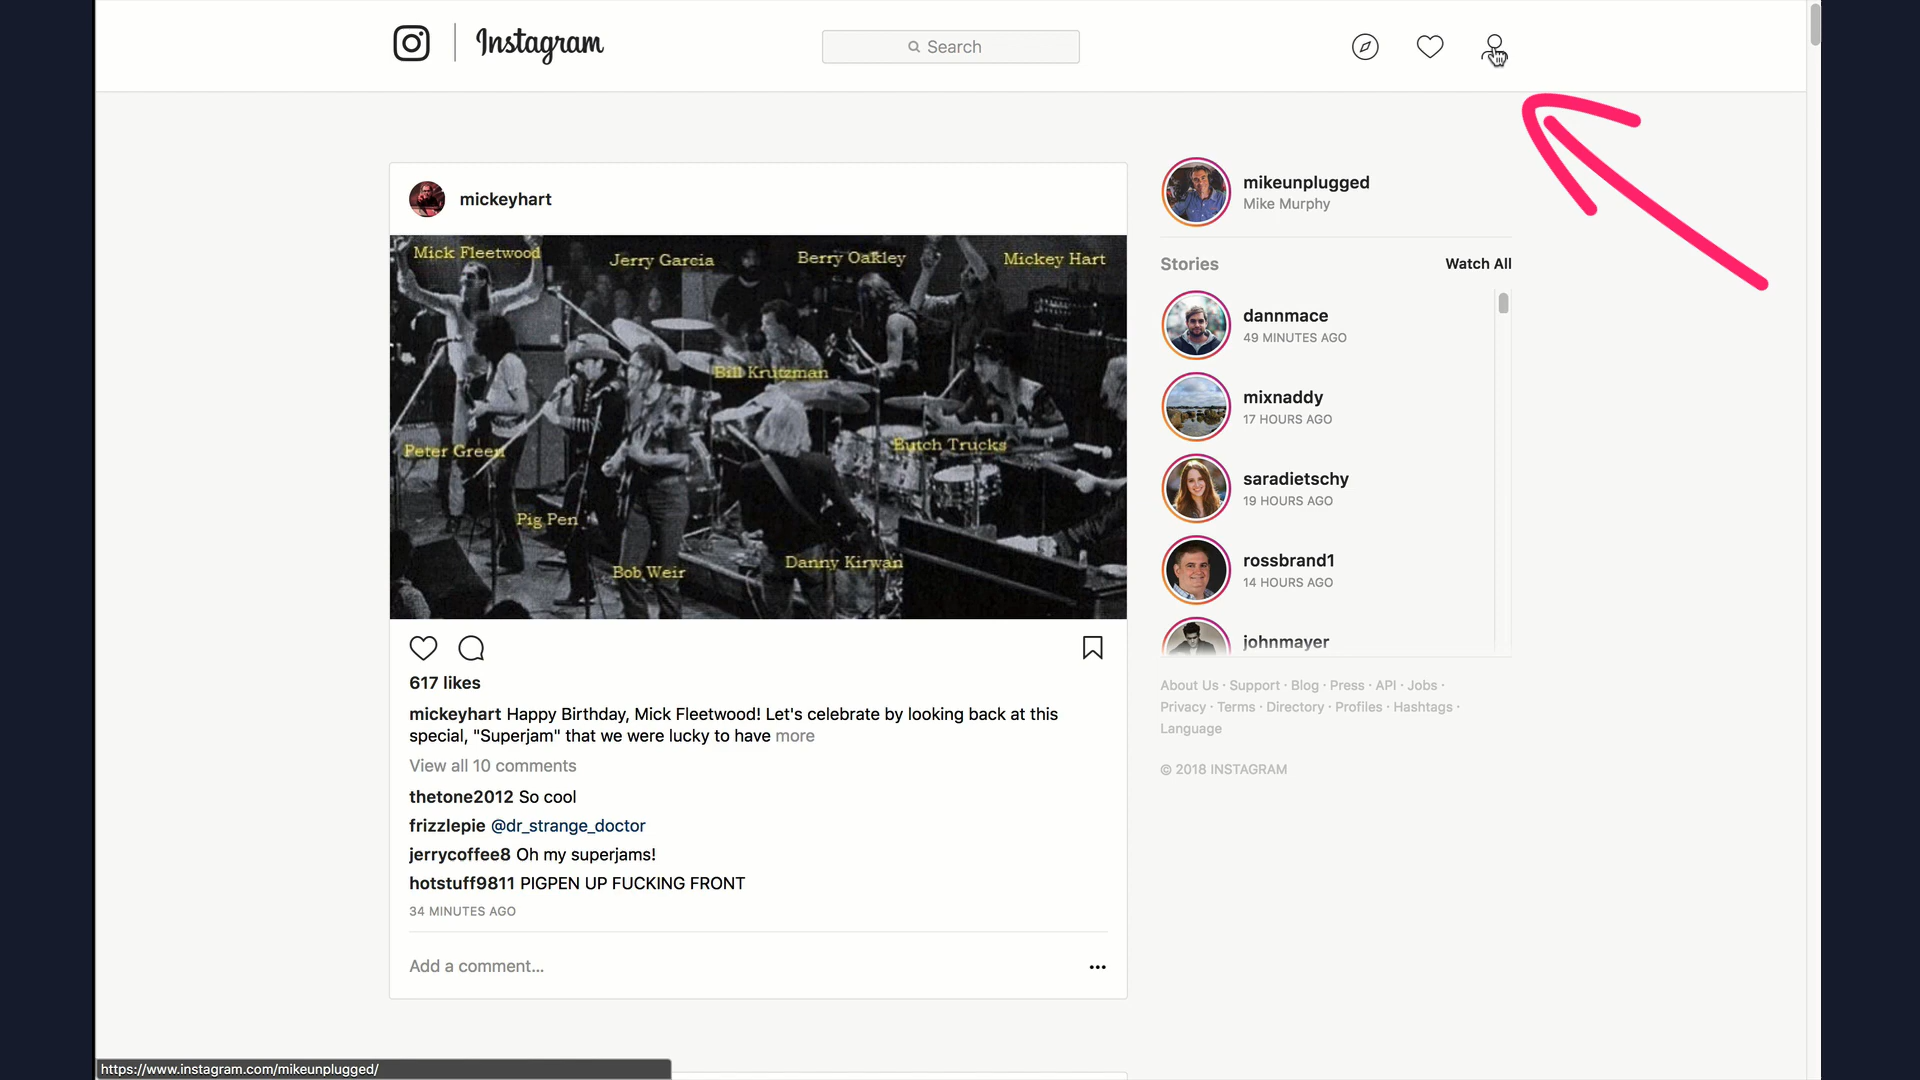 Instagram
Search
mickeyhart
Mick Fleetwood
Jerry Garcia
Berry Oakley
Mickey Hart
Bill Krutzman
Butch Trucks
Peter Green
Pig Pen
Danny Kirwan
Bob Weir
617 likes
mickeyhart Happy Birthday, Mick Fleetwood! Let's celebrate by looking back at this
special, "Superjam" that we were lucky to have more
View all 10 comments
thetone2012 So cool
frizzlepie @dr_strange_doctor
jerrycoffee8 Oh my superjams!
hotstuff9811 PIGPEN UP FUCKING FRONT
34 MINUTES AGO
Add a comment...
mikeunplugged
Mike Murphy
Stories
Watch All
dannmace
49 MINUTES AGO
mixnaddy
17 HOURS AGO
saradietschy
19 HOURS AGO
rossbrand1
14 HOURS AGO
johnmayer
About Us · Support · Blog · Press · API · Jobs ·
Privacy · Terms · Directory · Profiles · Hashtags ·
Language
© 2018 INSTAGRAM
https://www.instagram.com/mikeunplugged/